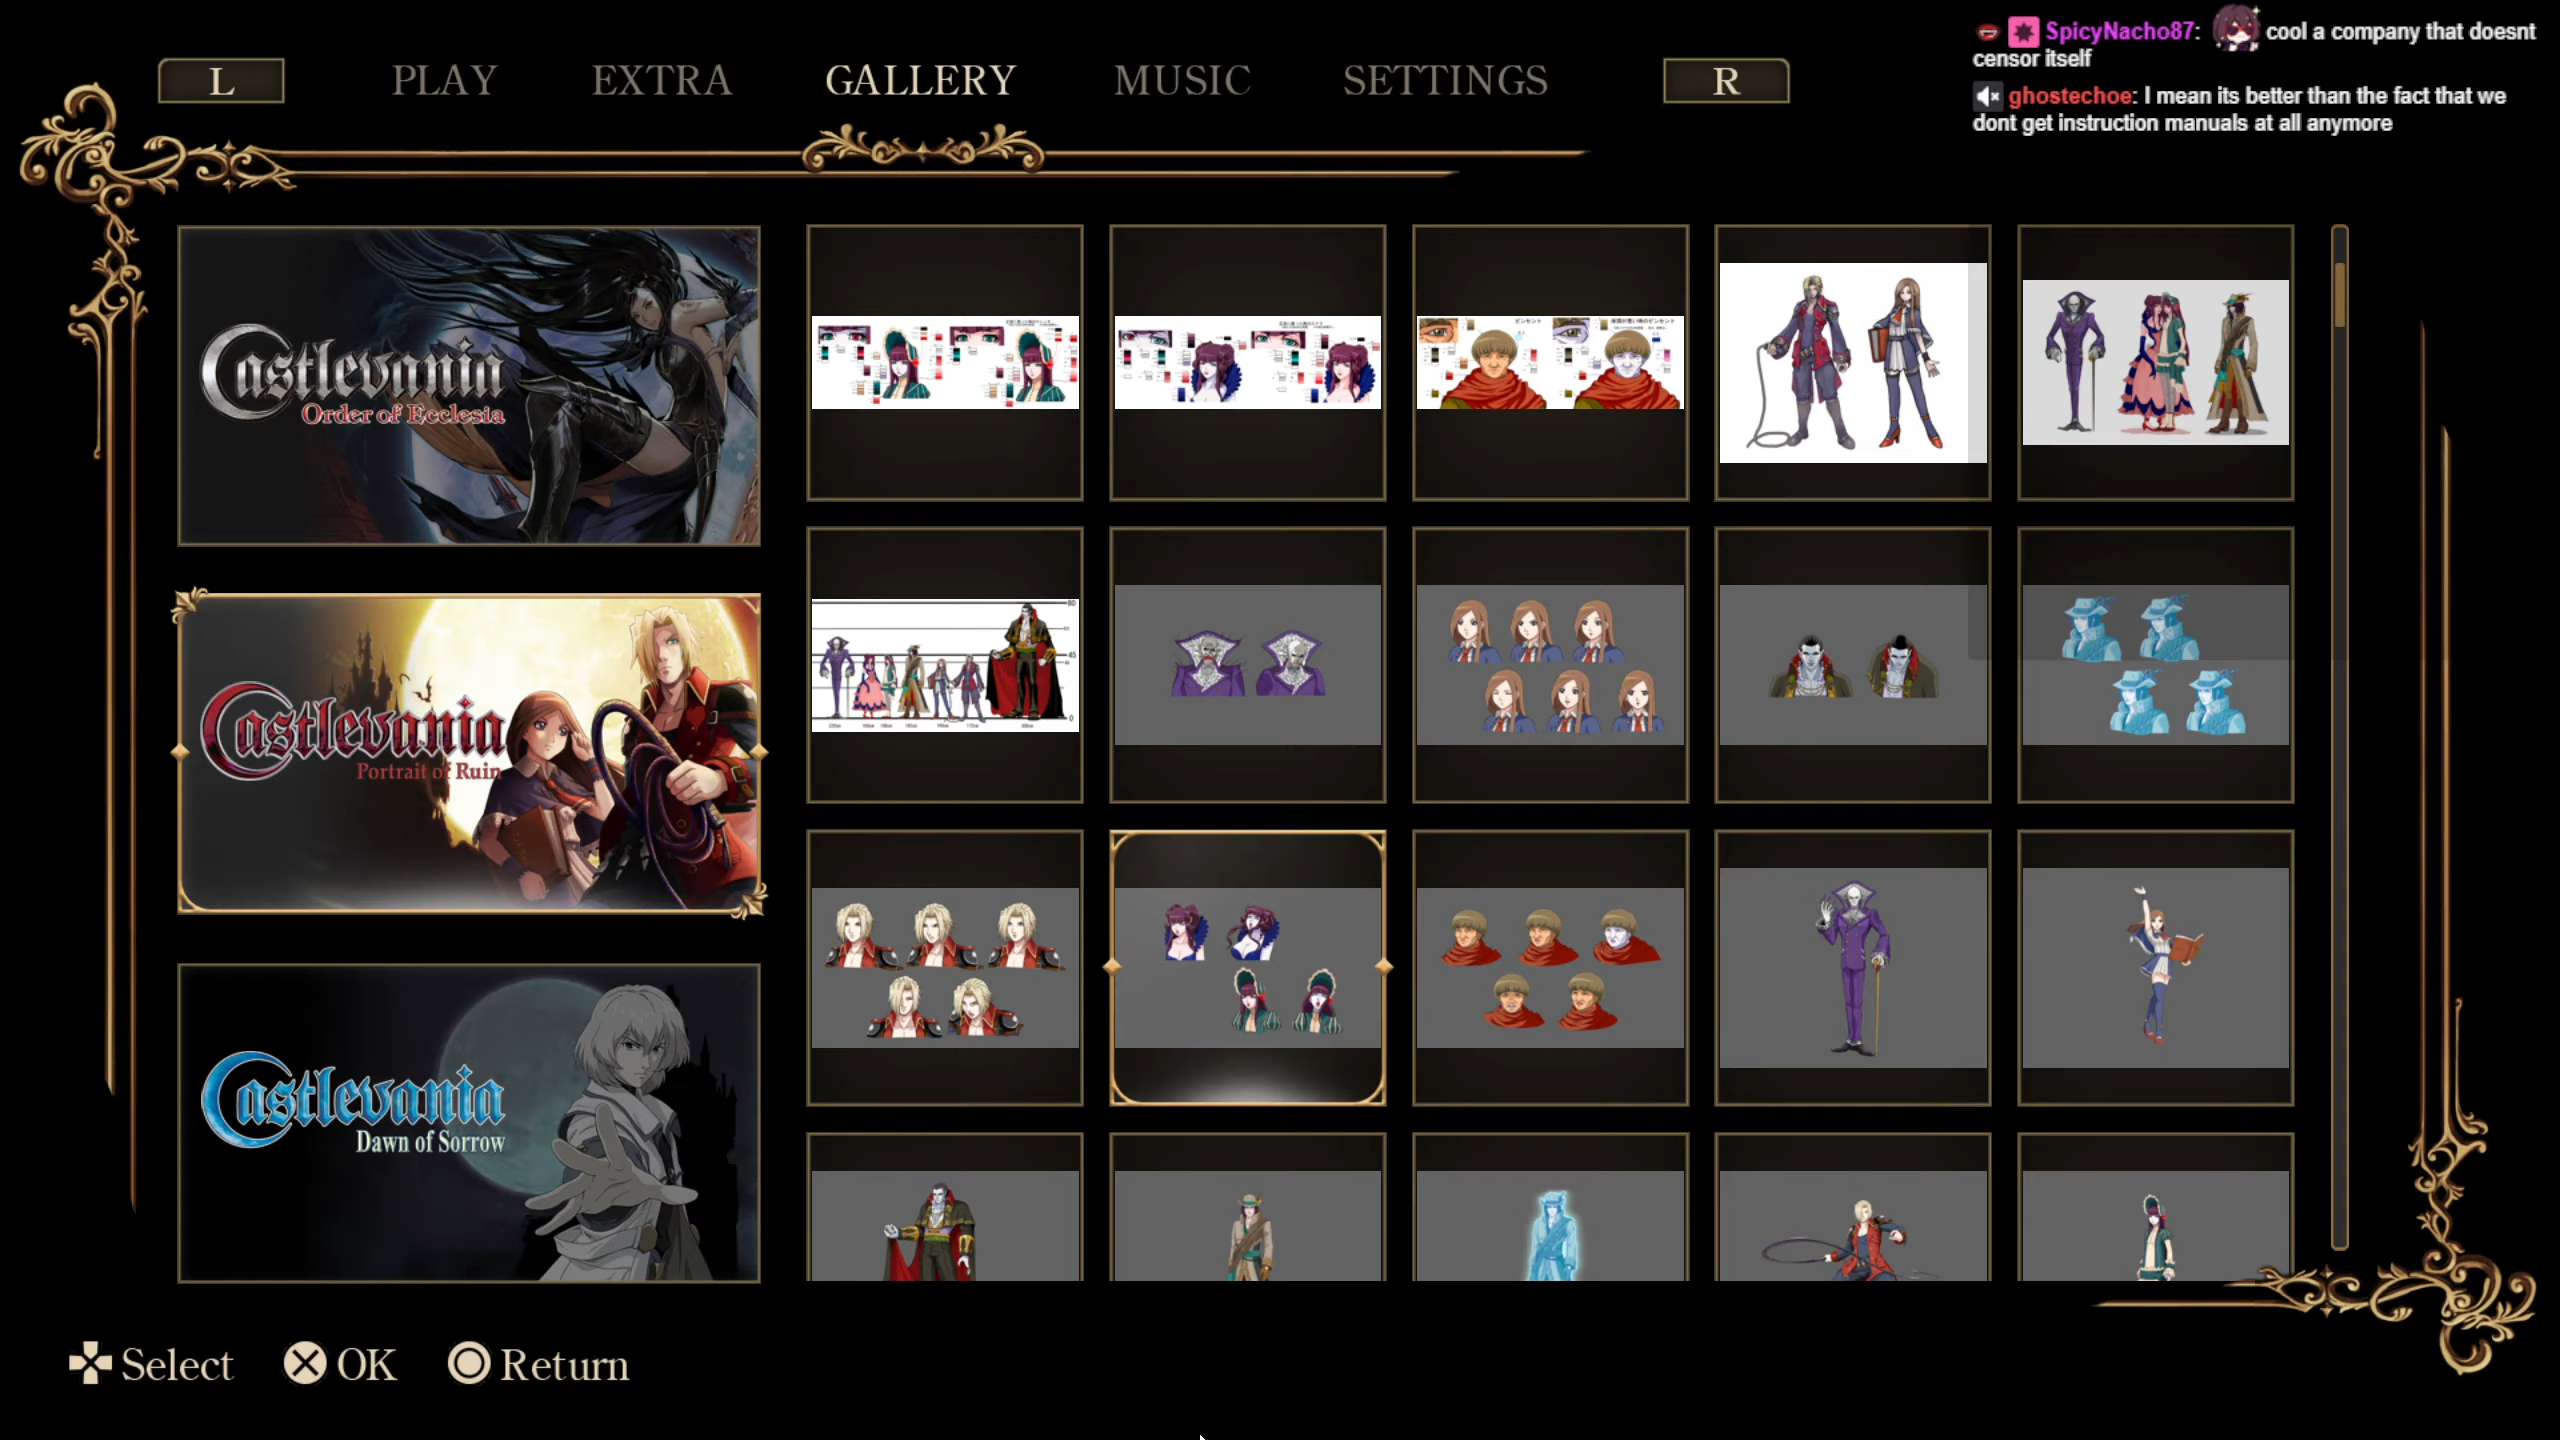 L
PLAY
EXTRA
GALLERY
MUSIC
SETTINGS
R
SpicyNacho87: cool a company that doesnt
censor itself
ghostechoe: I mean its better than the fact that we
dont get instruction manuals at all anymore
Castlevania
Order of Ecclesia
Castlevania
Portrait of Ruin
Castlevania
Dawn of Sorrow
Select
OK
Return